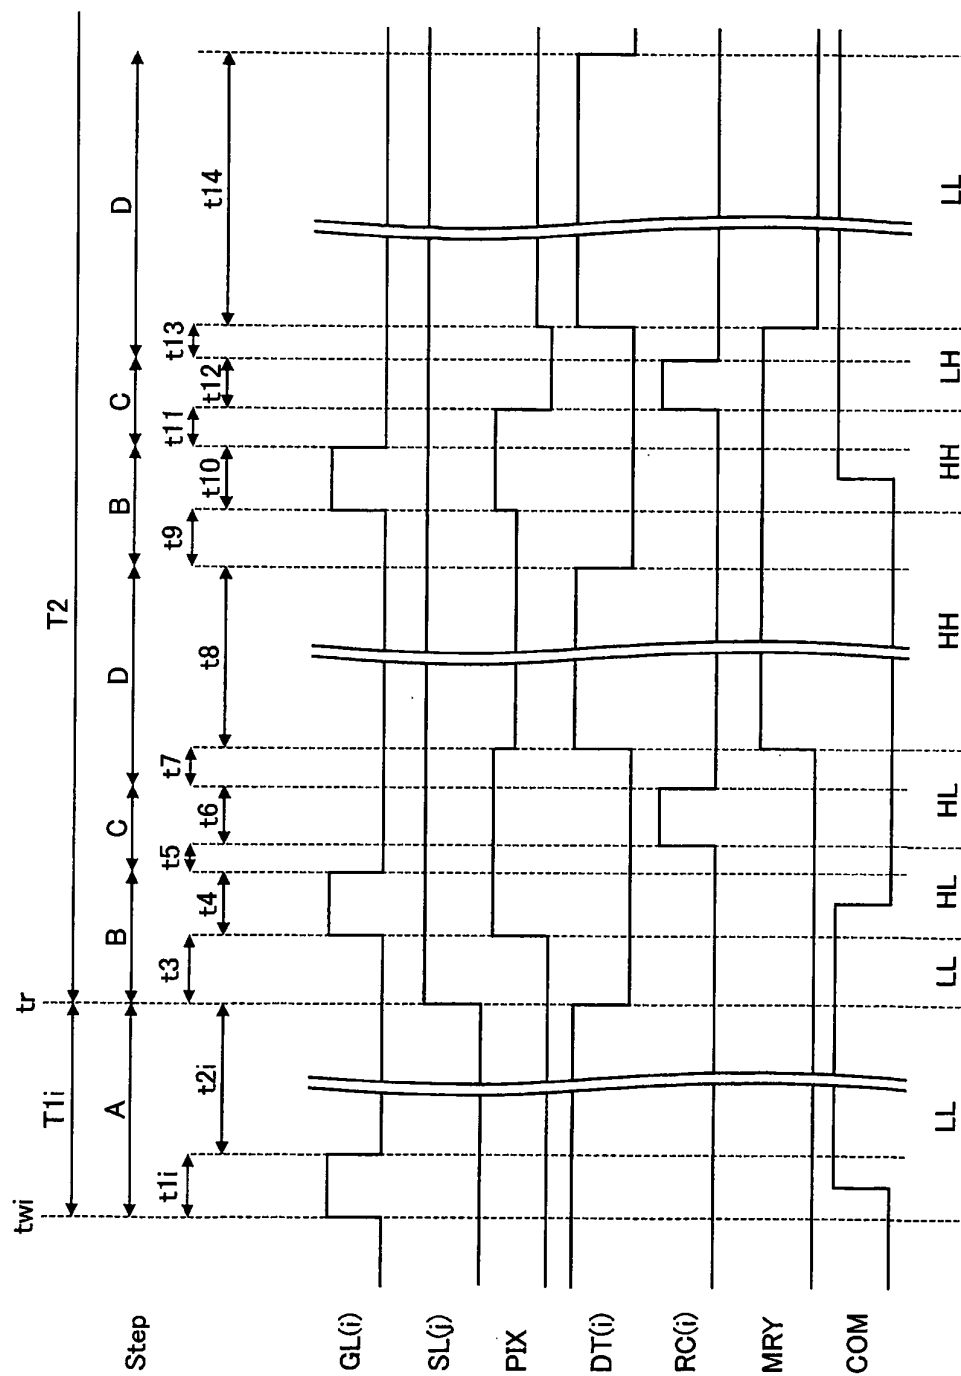 twi T1i tr T2
Step A B C D B C D
t1i t2i t3 t4 t5 t6 t7 t8 t9 t10 t11 t12 t13 t14
GL(i)
SL(j)
PIX
DT(i)
RC(i)
MRY
COM
LL LL HL HL HH HH LH LL